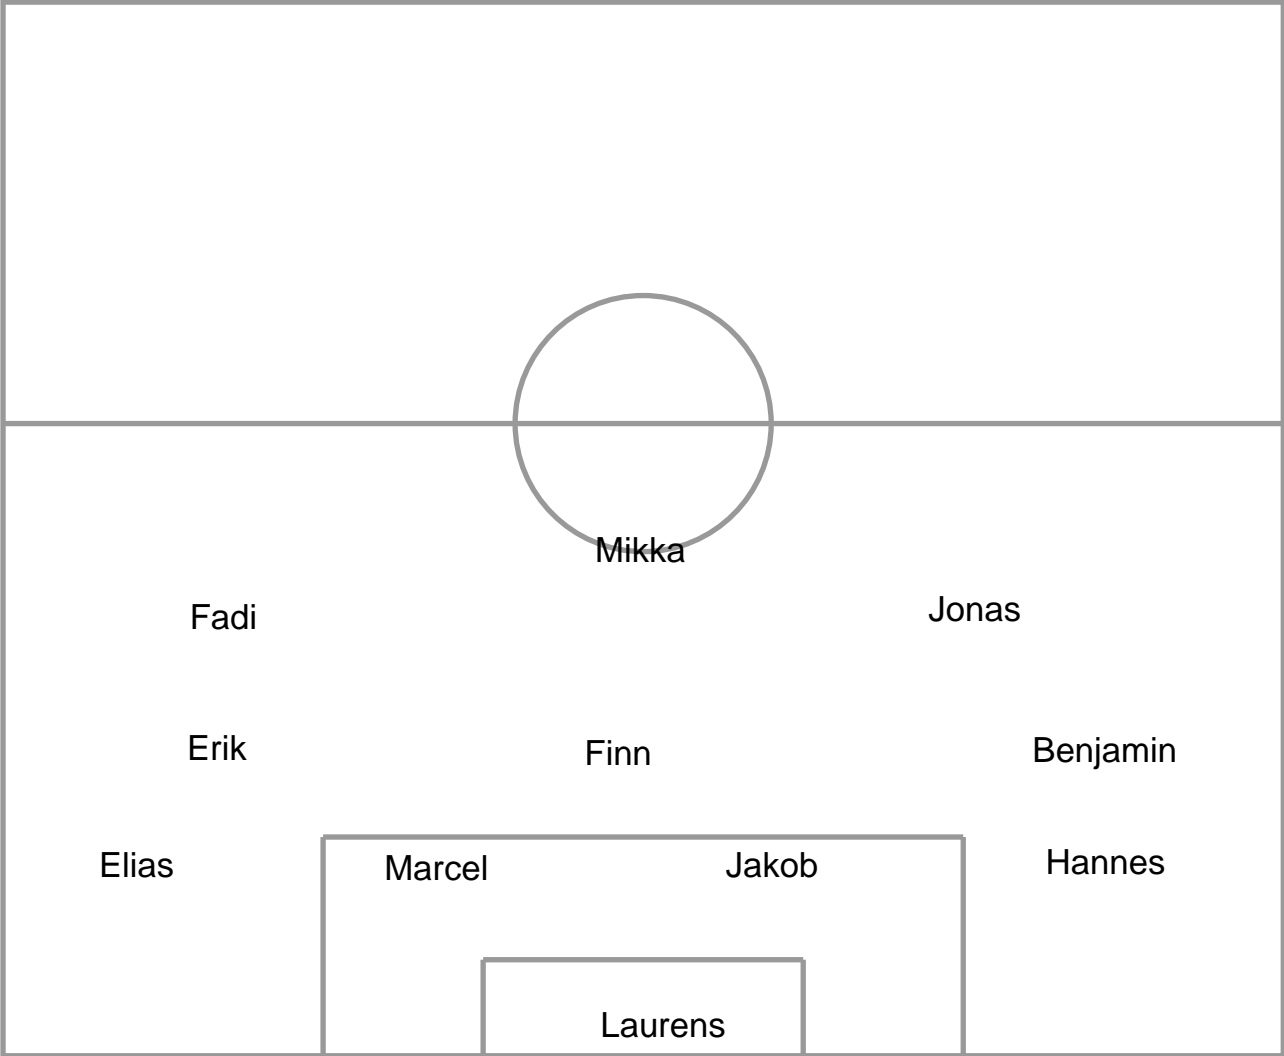 Mikka
Fadi
Jonas
Erik
Finn
Benjamin
Elias
Marcel
Jakob
Hannes
Laurens